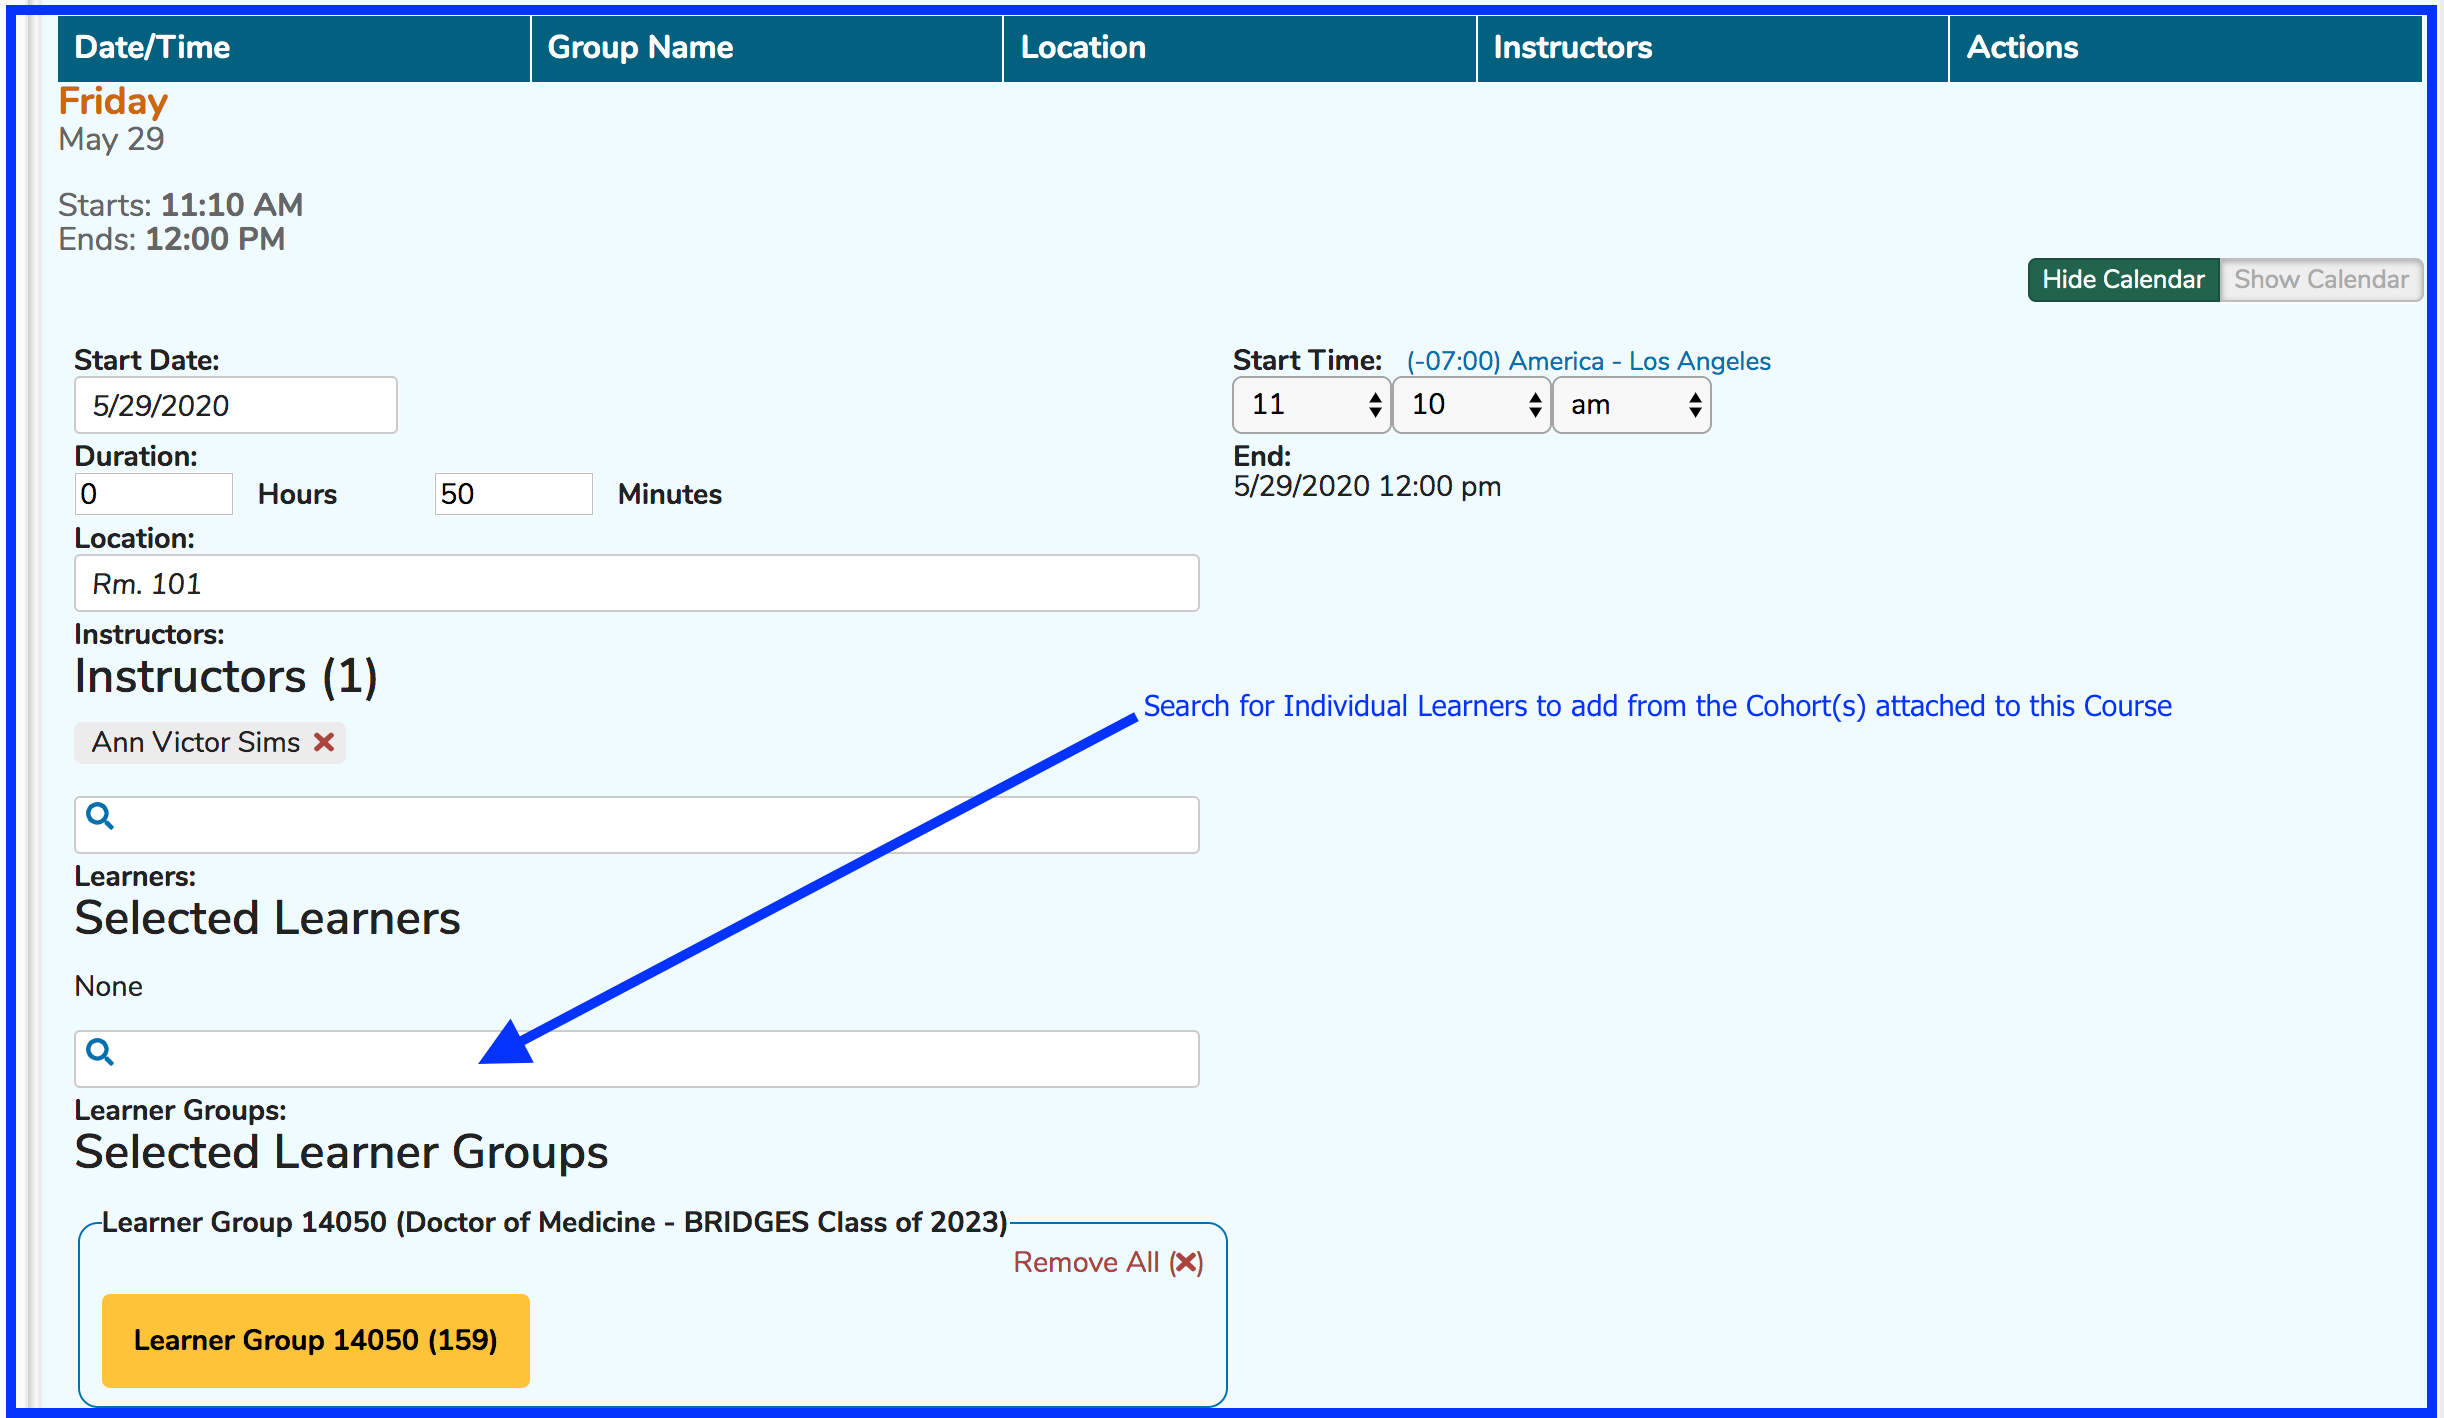 Date/Time Group Name Location Instructors Actions
Friday
May 29
Starts: 11:10 AM
Ends: 12:00 PM
Hide Calendar Show Calendar
Start Date: Start Time: (-07:00) America - Los Angeles
5/29/2020 11 10 am
Duration: End:
0 Hours 50 Minutes 5/29/2020 12:00 pm
Location:
Rm. 101
Instructors:
Instructors (1)
Search for Individual Learners to add from the Cohort(s) attached to this Course
Ann Victor Sims
Learners:
Selected Learners
None
Learner Groups:
Selected Learner Groups
Learner Group 14050 (Doctor of Medicine - BRIDGES Class of 2023)
Remove All (✖)
Learner Group 14050 (159)